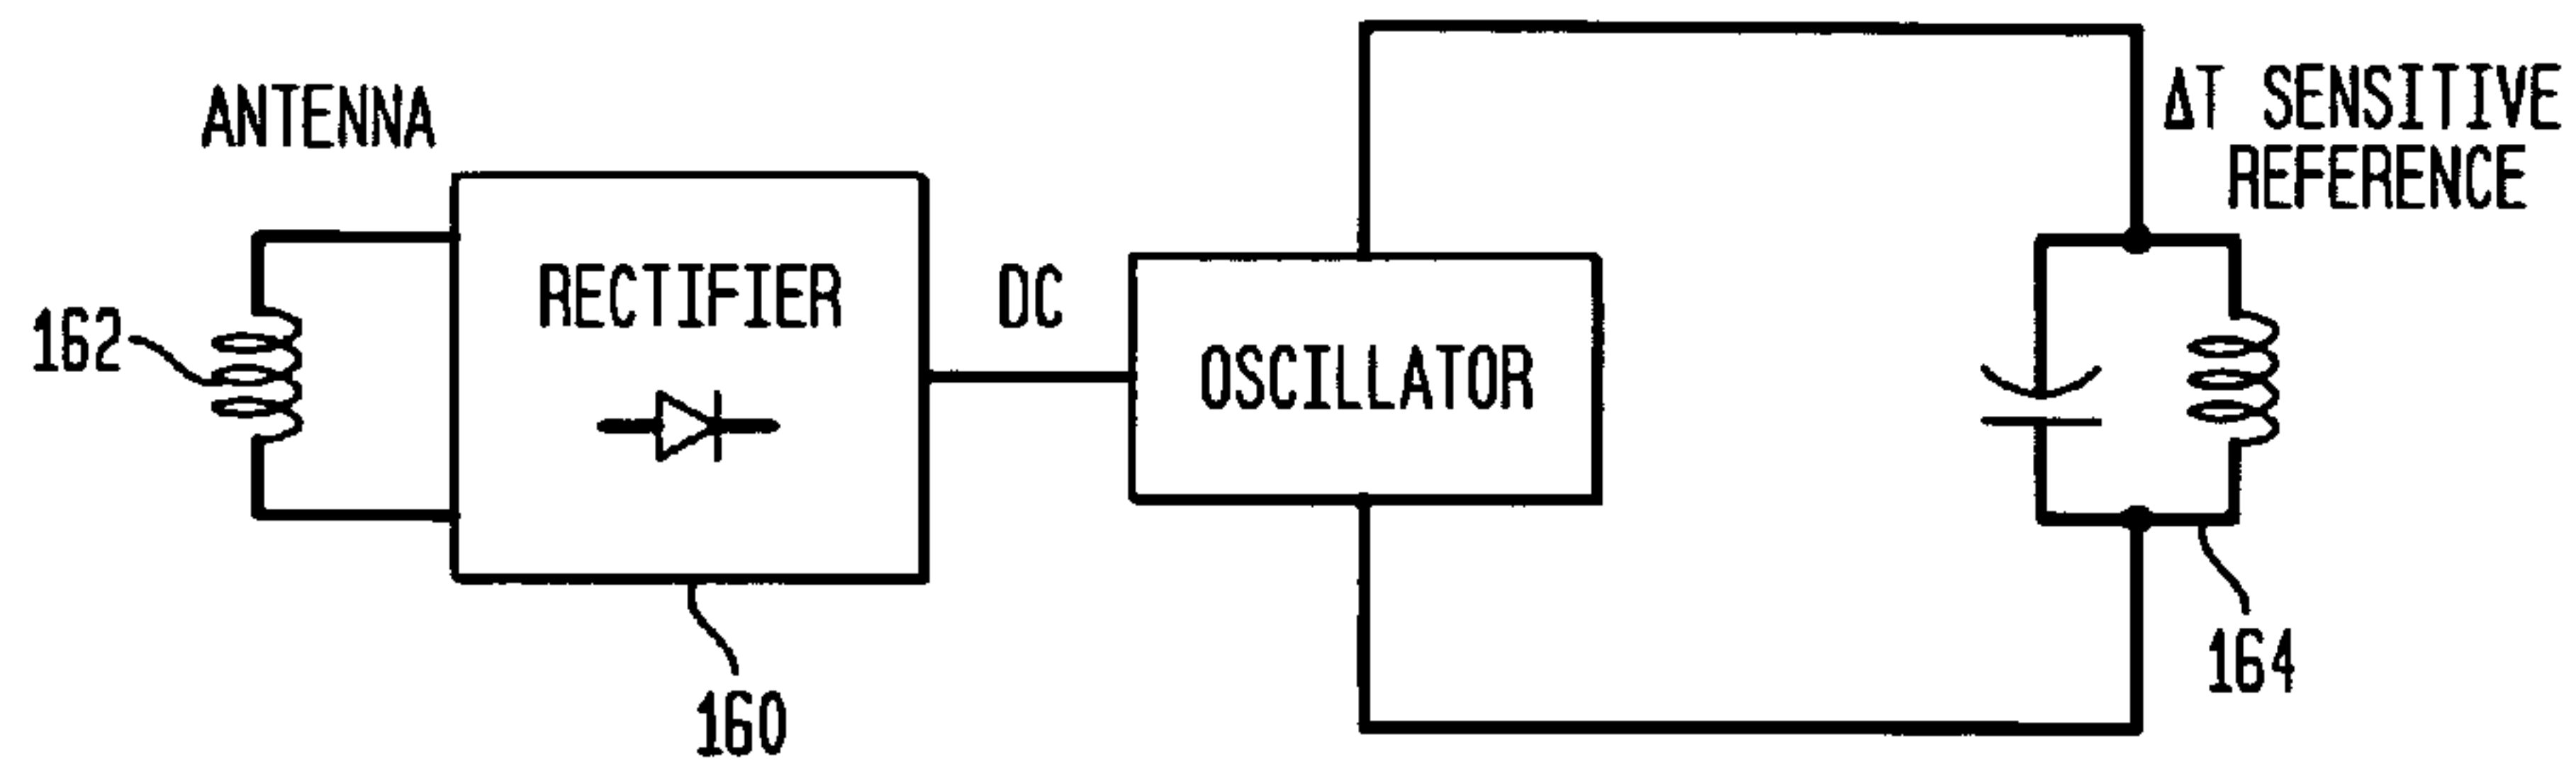 ANTENNA
162
RECTIFIER
160
DC
OSCILLATOR
ΔT SENSITIVE
REFERENCE
164